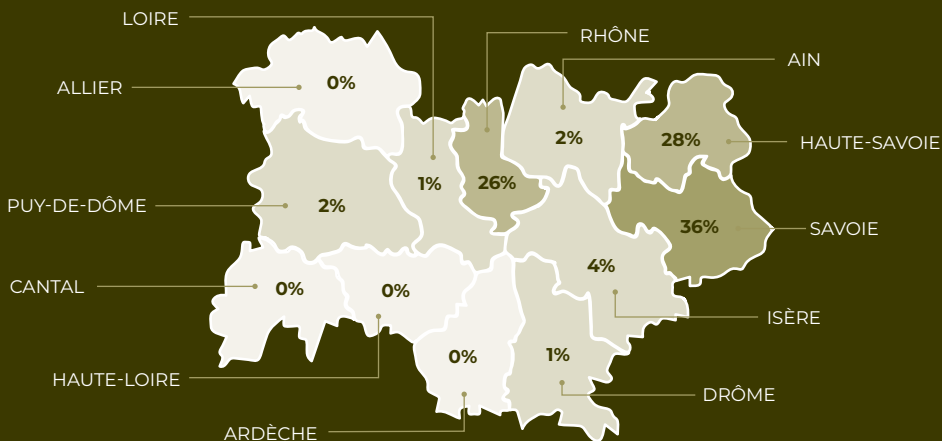 LOIRE
RHÔNE
AIN
ALLIER
0%
2%
28%
HAUTE-SAVOIE
1%
26%
PUY-DE-DÔME
2%
36%
SAVOIE
4%
CANTAL
0%
0%
ISÈRE
0%
1%
HAUTE-LOIRE
DRÔME
ARDÈCHE